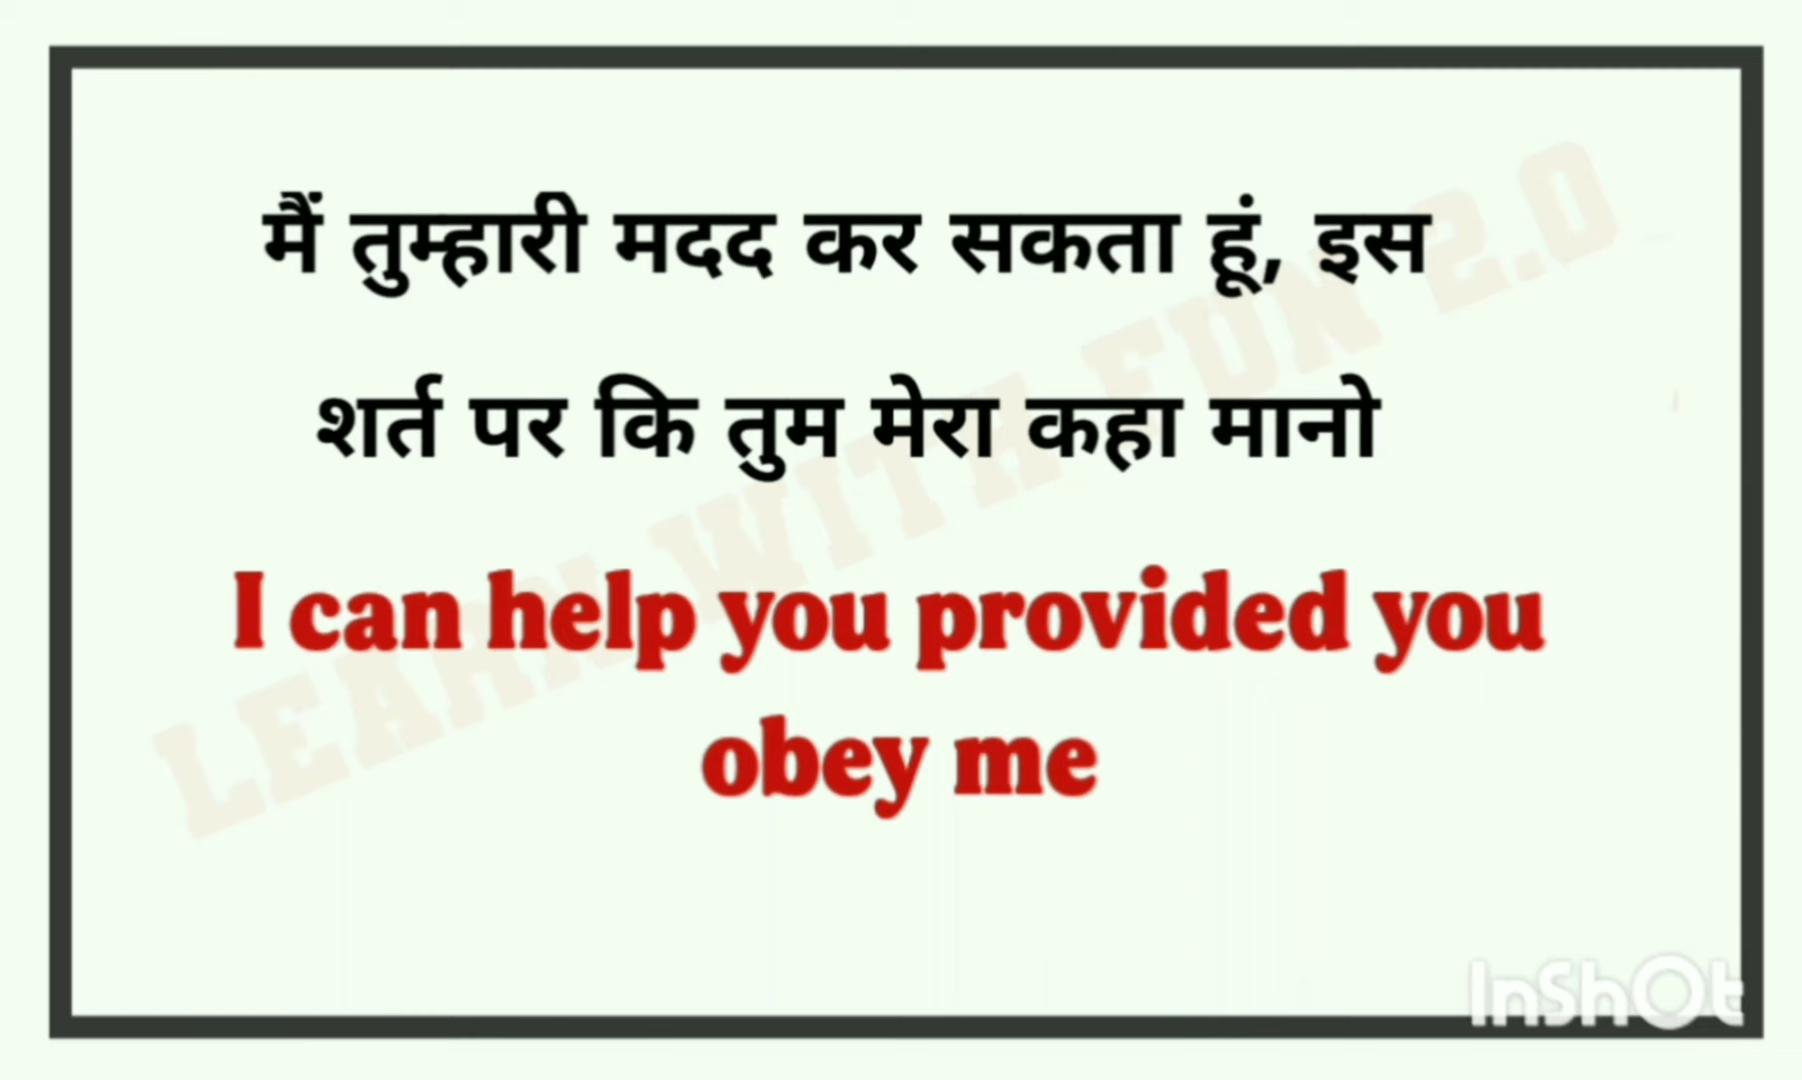 मैं तुम्हारी मदद कर सकता हूं, इस
शर्त पर कि तुम मेरा कहा मानो
I can help you provided you
obey me
LEARN WITH FUN 2.0
InShOt